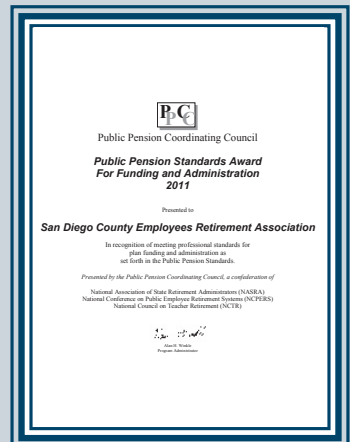 PPCC
Public Pension Coordinating Council
Public Pension Standards Award
For Funding and Administration
2011
Presented to
San Diego County Employees Retirement Association
In recognition of meeting professional standards for
plan funding and administration as
set forth in the Public Pension Standards.
Presented by the Public Pension Coordinating Council, a confederation of
National Association of State Retirement Administrators (NASRA)
National Conference on Public Employee Retirement Systems (NCPERS)
National Council on Teacher Retirement (NCTR)
Alan H. Winkle
Program Administrator